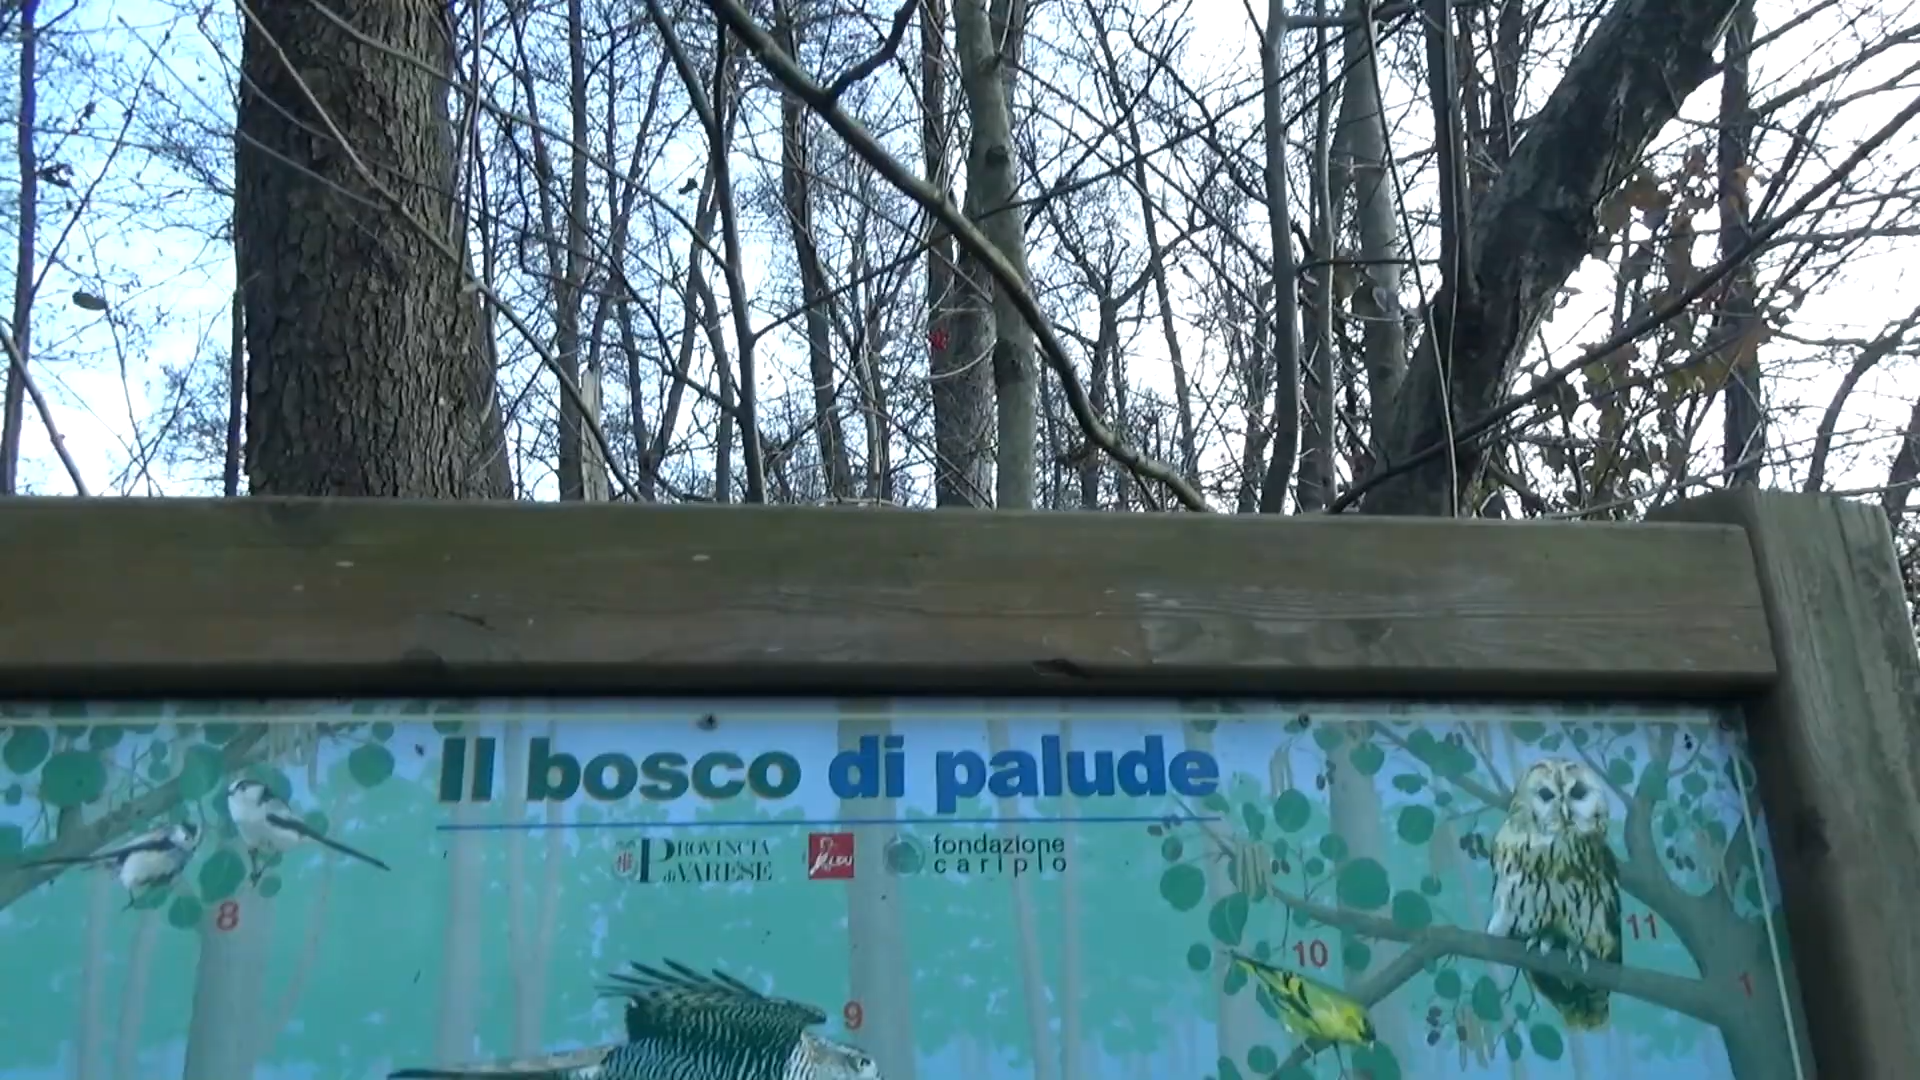 Il bosco di palude
PROVINCIA
di VARESE
LIPU
fondazione
cariplo
8
9
10
11
1